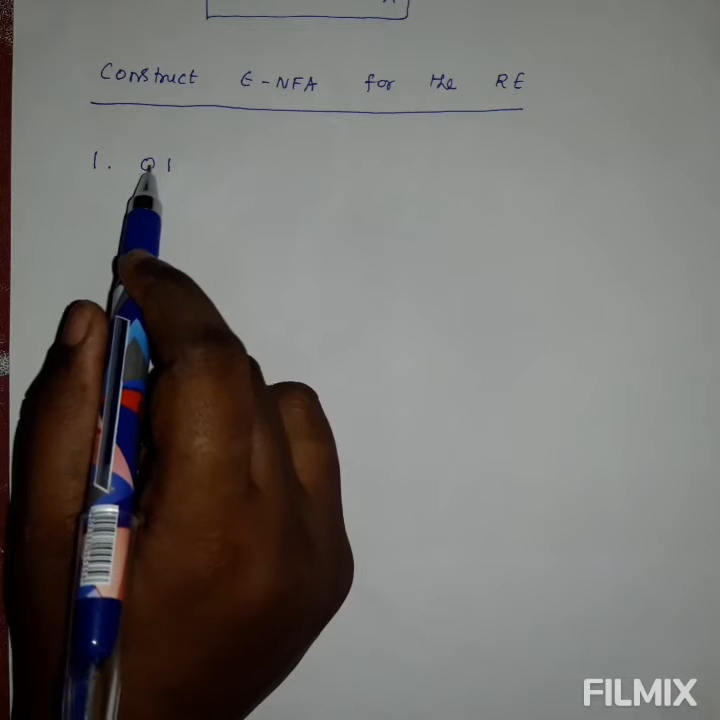 Construct ε-NFA for the RE
1. 01
FILMIX